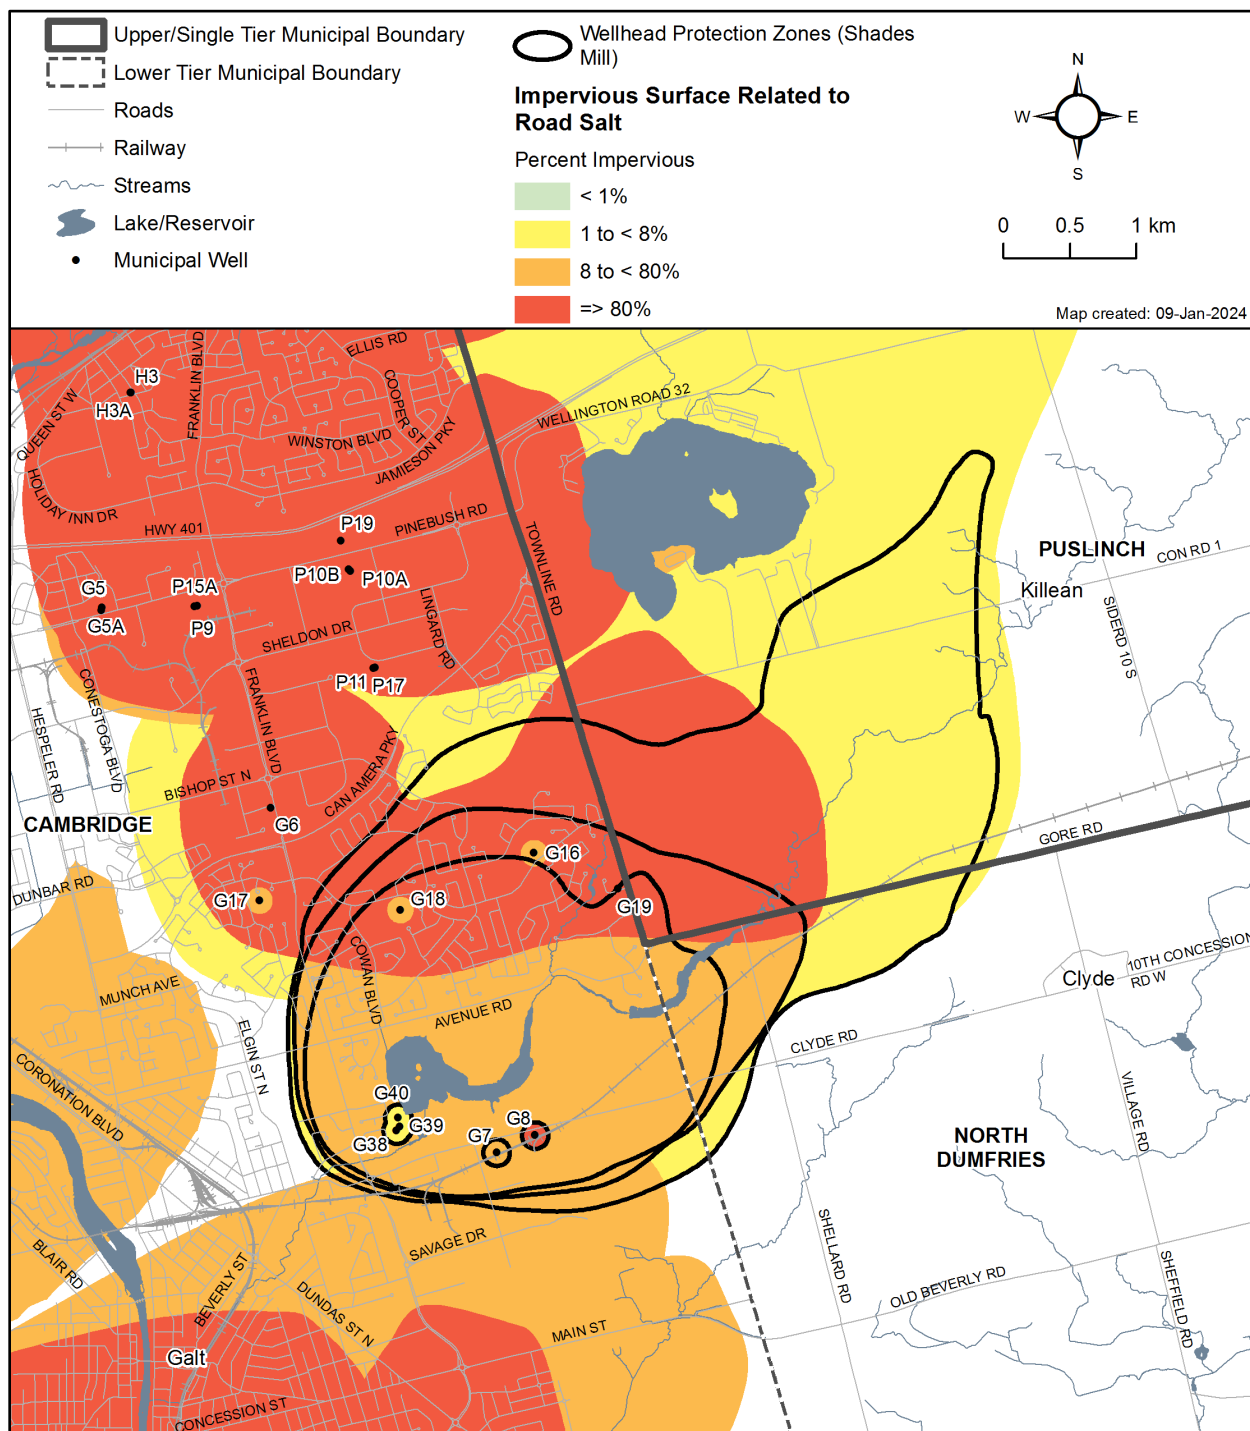 Upper/Single Tier Municipal Boundary
Lower Tier Municipal Boundary
Roads
Railway
Streams
Lake/Reservoir
Municipal Well
Wellhead Protection Zones (Shades
Mill)
Impervious Surface Related to
Road Salt
Percent Impervious
< 1%
1 to < 8%
8 to < 80%
=> 80%
N
W
E
S
0 0.5 1 km
Map created: 09-Jan-2024
ELLIS RD
FRANKLIN BLVD
H3
H3A
COOPER ST
QUEEN ST W
WINSTON BLVD
JAMIESON PKY
WELLINGTON ROAD 32
HOLIDAY INN DR
HWY 401
P19
PINEBUSH RD
TOWNLINE RD
P10B
P10A
PUSLINCH
CON RD 1
Killean
SIDERD 10 S
G5
G5A
P15A
P9
LINGARD RD
SHELDON DR
P11
P17
CONESTOGA BLVD
FRANKLIN BLVD
HESPELER RD
BISHOP ST N
CAN AMERA PKY
G6
CAMBRIDGE
GORE RD
G16
DUNBAR RD
G17
G18
G19
COWAN BLVD
10TH CONCESSION
RD W
Clyde
MUNCH AVE
AVENUE RD
ELGIN ST N
CLYDE RD
CORONATION BLVD
G40
G39
G38
G7
G8
VILLAGE RD
NORTH
DUMFRIES
SHELLARD RD
BLAIR RD
BEVERLY ST
SAVAGE DR
DUNDAS ST N
OLD BEVERLY RD
SHEFFIELD RD
MAIN ST
Galt
CONCESSION ST